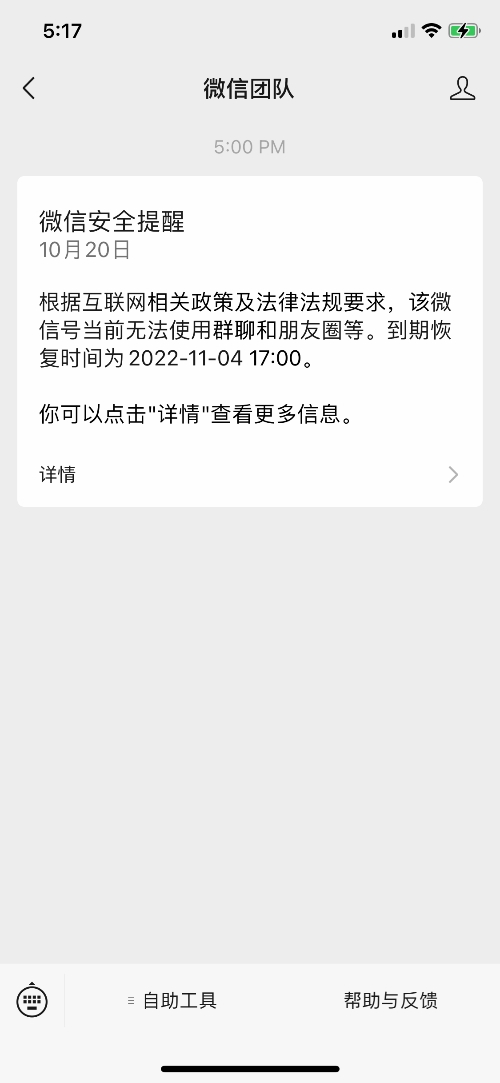 5:17
微信团队
5:00 PM
微信安全提醒
10月20日
根据互联网相关政策及法律法规要求，该微
信号当前无法使用群聊和朋友圈等。到期恢
复时间为 2022-11-04 17:00。
你可以点击"详情"查看更多信息。
详情
自助工具
帮助与反馈